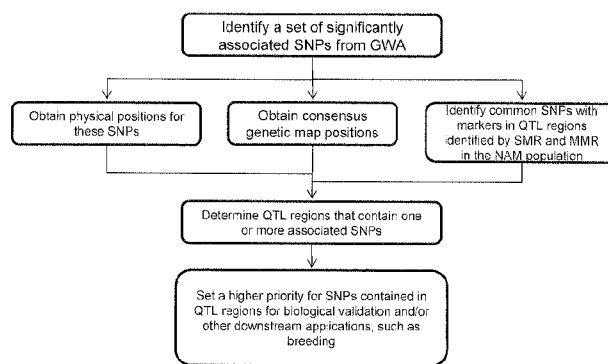 Identify a set of significantly
associated SNPs from GWA
Obtain physical positions for
these SNPs
Obtain consensus
genetic map positions
Identify common SNPs with
markers in QTL regions
identified by SMR and MMR
in the NAM population
Determine QTL regions that contain one
or more associated SNPs
Set a higher priority for SNPs contained in
QTL regions for biological validation and/or
other downstream applications, such as
breeding